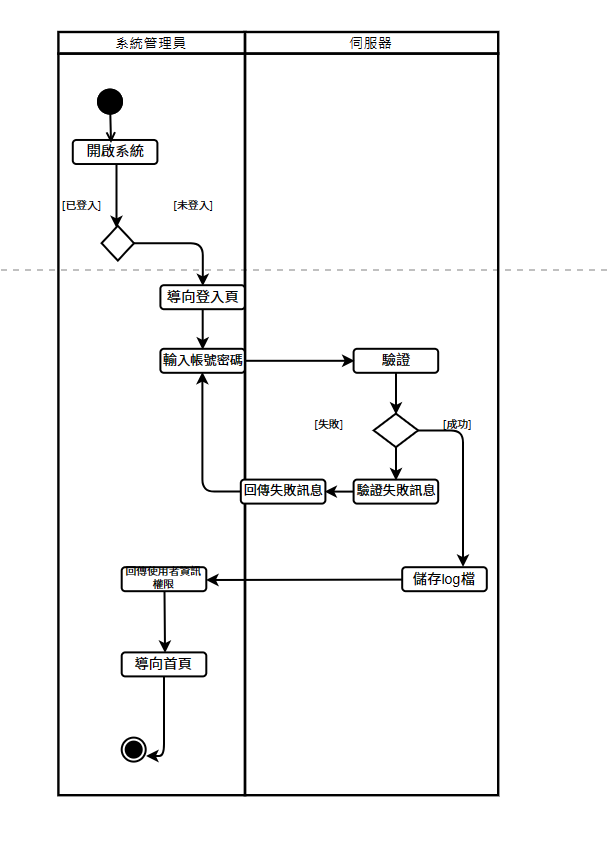 系統管理員
伺服器
開啟系統
[已登入]
[未登入]
導向登入頁
輸入帳號密碼
驗證
[失敗]
[成功]
回傳失敗訊息
驗證失敗訊息
回傳使用者資訊
權限
儲存log檔
導向首頁